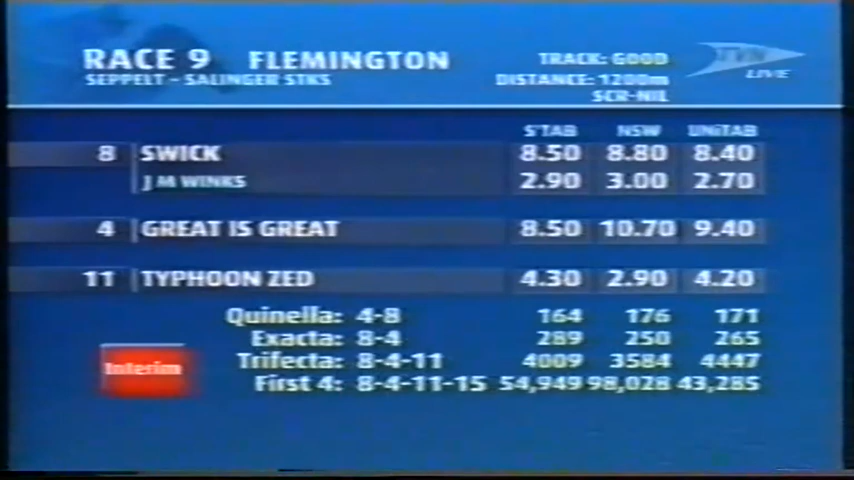 RACE 9 FLEMINGTON
SEPPELT - SALINGER STKS
TRACK: GOOD
DISTANCE: 1200m
SCR-NIL
TVN
LIVE
S'TAB NSW UNITAB
8 SWICK 8.50 8.80 8.40
J M WINKS 2.90 3.00 2.70
4 GREAT IS GREAT 8.50 10.70 9.40
11 TYPHOON ZED 4.30 2.90 4.20
Quinella: 4-8 164 176 171
Exacta: 8-4 289 250 265
Trifecta: 8-4-11 4009 3584 4447
First 4: 8-4-11-15 54,949 98,028 43,285
Interim